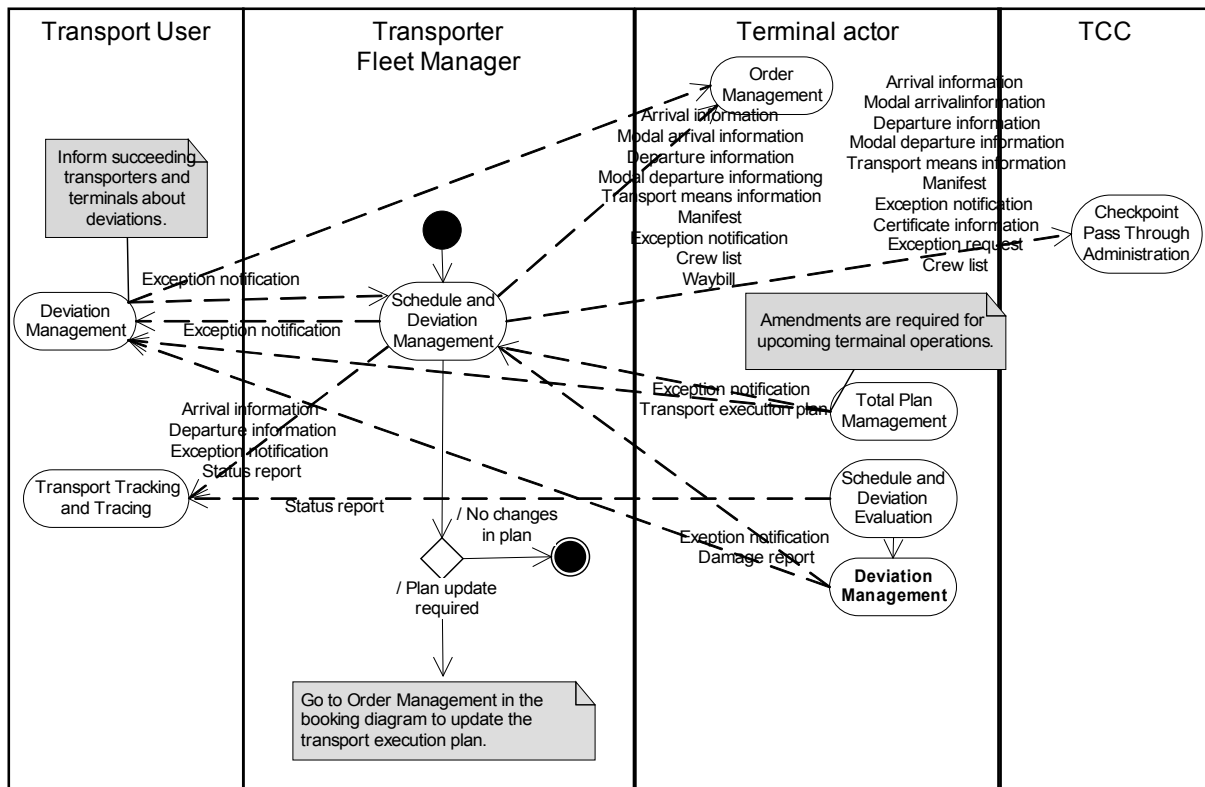 Transport User
Transporter
Fleet Manager
Terminal actor
TCC
Order
Management
Arrival information
Modal arrival information
Departure information
Modal departure informationg
Transport means information
Manifest
Exception notification
Crew list
Waybill
Arrival information
Modal arrivalinformation
Departure information
Modal departure information
Transport means information
Manifest
Exception notification
Certificate information
Exception request
Crew list
Checkpoint
Pass Through
Administration
Inform succeeding
transporters and
terminals about
deviations.
Exception notification
Deviation
Management
Exception notification
Schedule and
Deviation
Management
Amendments are required for
upcoming termainal operations.
Exception notification
Transport execution plan
Total Plan
Mamagement
Arrival information
Departure information
Exception notification
Status report
Transport Tracking
and Tracing
Status report
Schedule and
Deviation
Evaluation
/ No changes
in plan
Exeption notification
Damage report
Deviation
Management
/ Plan update
required
Go to Order Management in the
booking diagram to update the
transport execution plan.